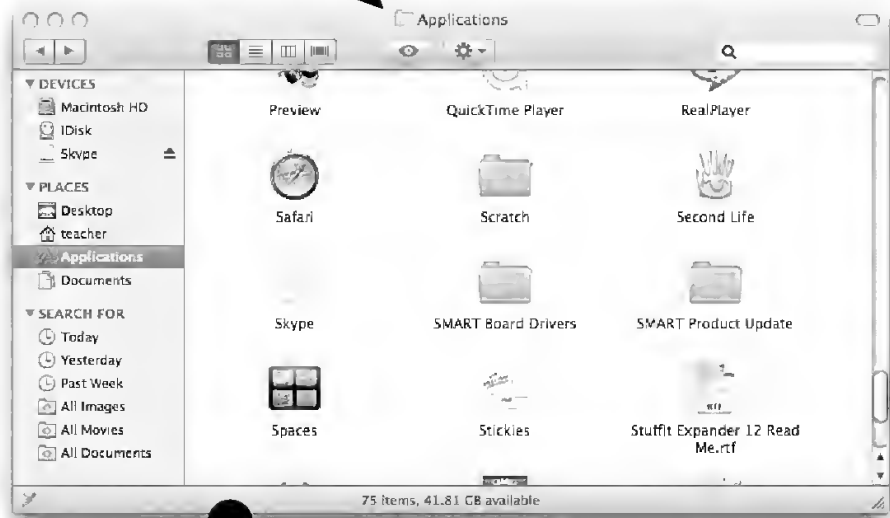 Applications
DEVICES
Macintosh HD
iDisk
Skype
PLACES
Desktop
teacher
Applications
Documents
SEARCH FOR
Today
Yesterday
Past Week
All Images
All Movies
All Documents
Preview
QuickTime Player
RealPlayer
Safari
Scratch
Second Life
Skype
SMART Board Drivers
SMART Product Update
Spaces
Stickies
StuffIt Expander 12 Read
Me.rtf
75 items, 41.81 GB available